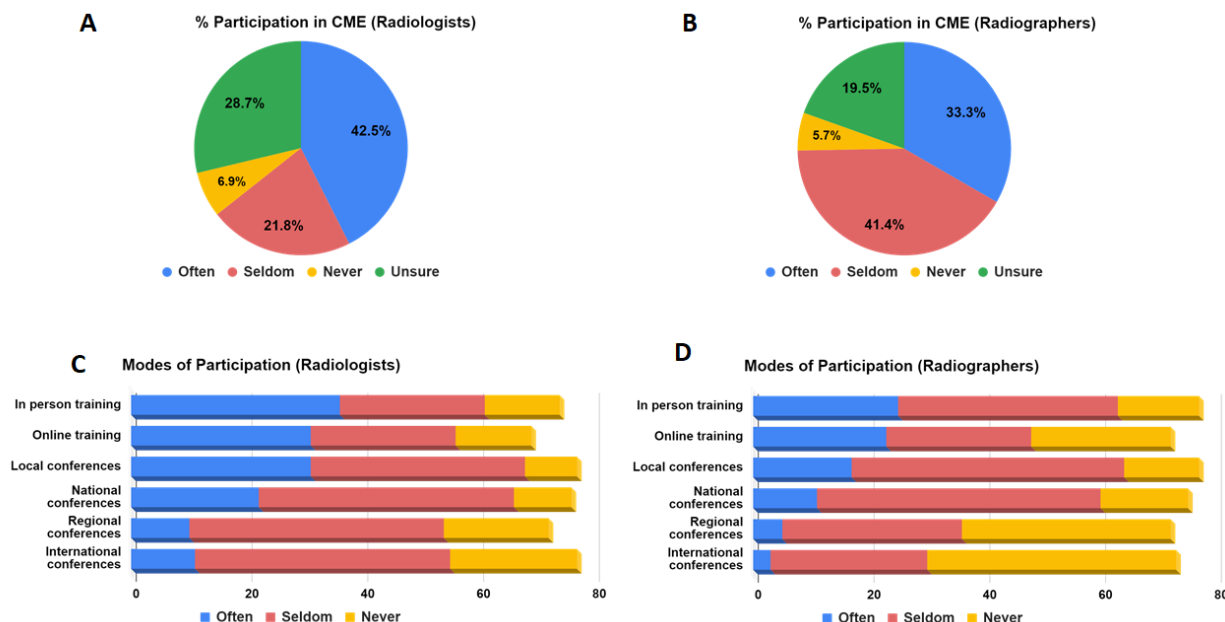 A
% Participation in CME (Radiologists)
28.7%
42.5%
6.9%
21.8%
Often Seldom Never Unsure
B
% Participation in CME (Radiographers)
19.5%
33.3%
5.7%
41.4%
Often Seldom Never Unsure
C
Modes of Participation (Radiologists)
In person training
Online training
Local conferences
National
conferences
Regional
conferences
International
conferences
0 20 40 60 80
Often Seldom Never
D
Modes of Participation (Radiographers)
In person training
Online training
Local conferences
National
conferences
Regional
conferences
International
conferences
0 20 40 60 80
Often Seldom Never